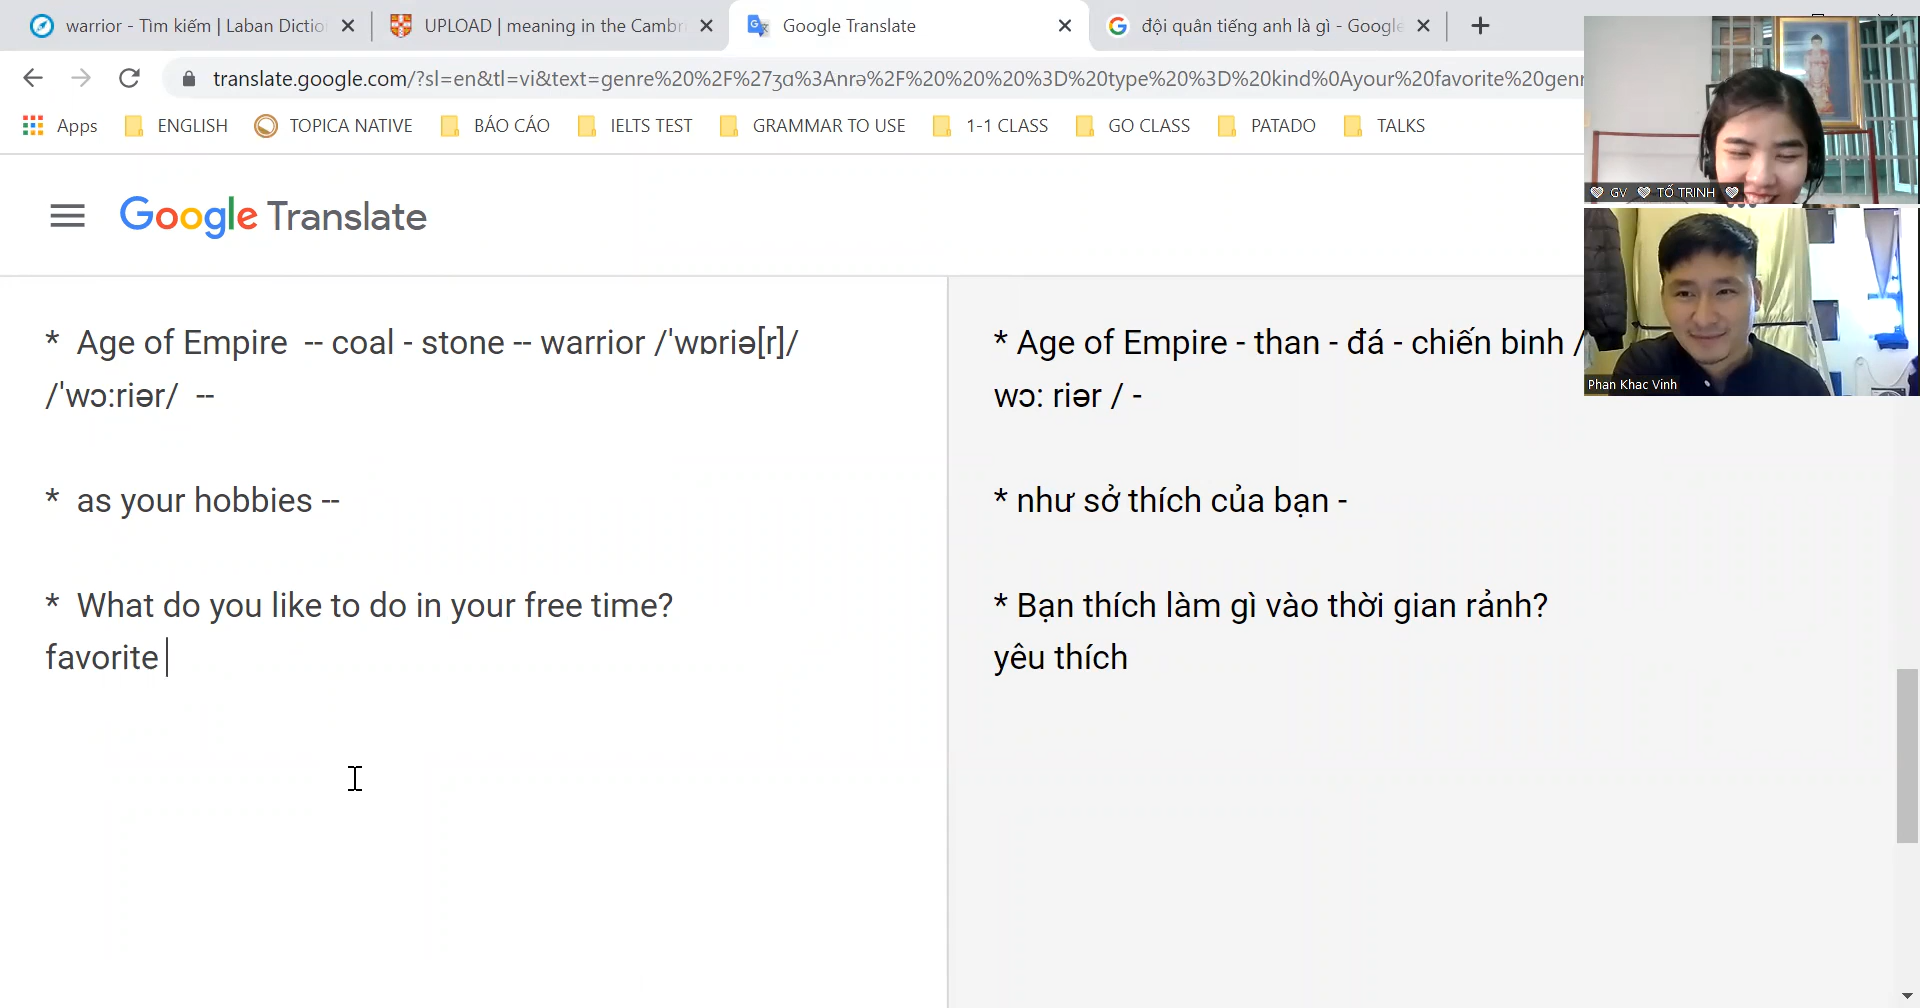 warrior - Tìm kiếm | Laban Dictio
UPLOAD | meaning in the Cambri
Google Translate
đội quân tiếng anh là gì - Google
translate.google.com/?sl=en&tl=vi&text=genre%20%2F%27ʒɑ%3Anrə%2F%20%20%20%3D%20type%20%3D%20kind%0Ayour%20favorite%20genr
Apps
ENGLISH
TOPICA NATIVE
BÁO CÁO
IELTS TEST
GRAMMAR TO USE
1-1 CLASS
GO CLASS
PATADO
TALKS
Google Translate
* Age of Empire -- coal - stone -- warrior /'wɒriə[r]/
/'wɔ:riər/ --
* as your hobbies --
* What do you like to do in your free time?
favorite
* Age of Empire - than - đá - chiến binh /
wɔ: riər / -
* như sở thích của bạn -
* Bạn thích làm gì vào thời gian rảnh?
yêu thích
GV TỐ TRINH
Phan Khac Vinh